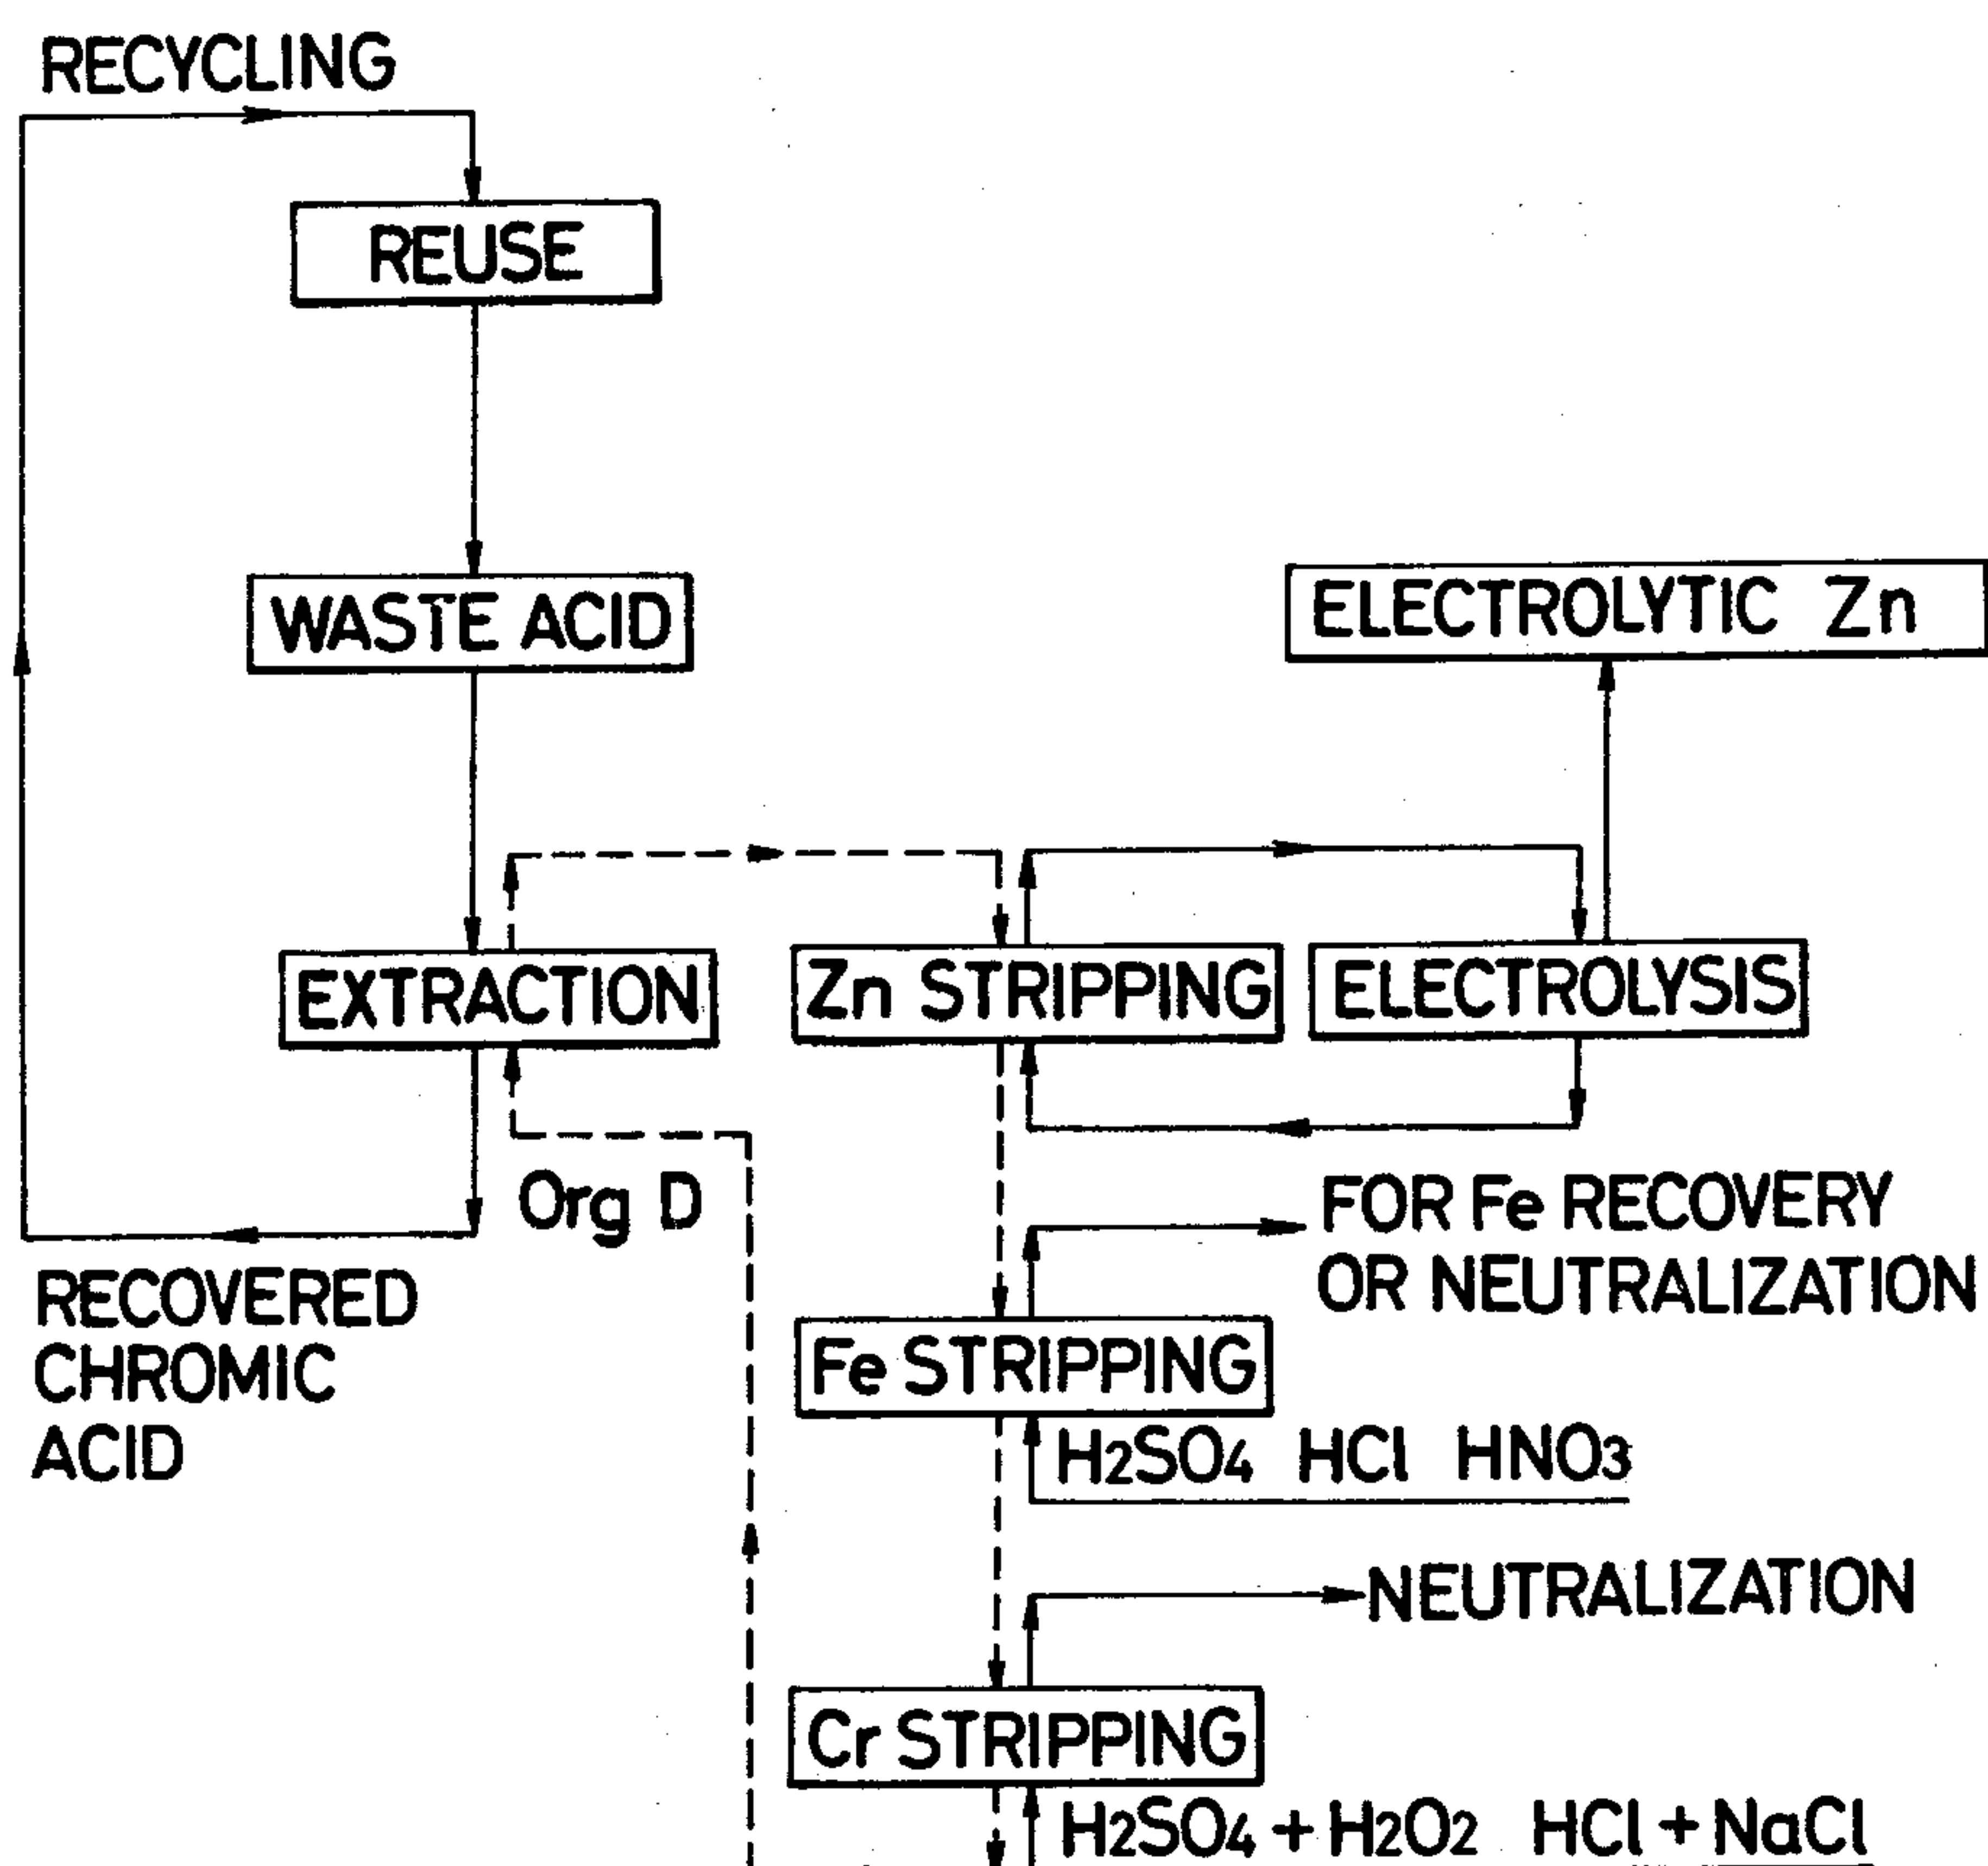 RECYCLING
REUSE
WASTE ACID
ELECTROLYTIC Zn
EXTRACTION
Zn STRIPPING
ELECTROLYSIS
Org D
FOR Fe RECOVERY
OR NEUTRALIZATION
RECOVERED
CHROMIC
ACID
Fe STRIPPING
H2SO4 HCl HNO3
NEUTRALIZATION
Cr STRIPPING
H2SO4 + H2O2 HCl + NaCl